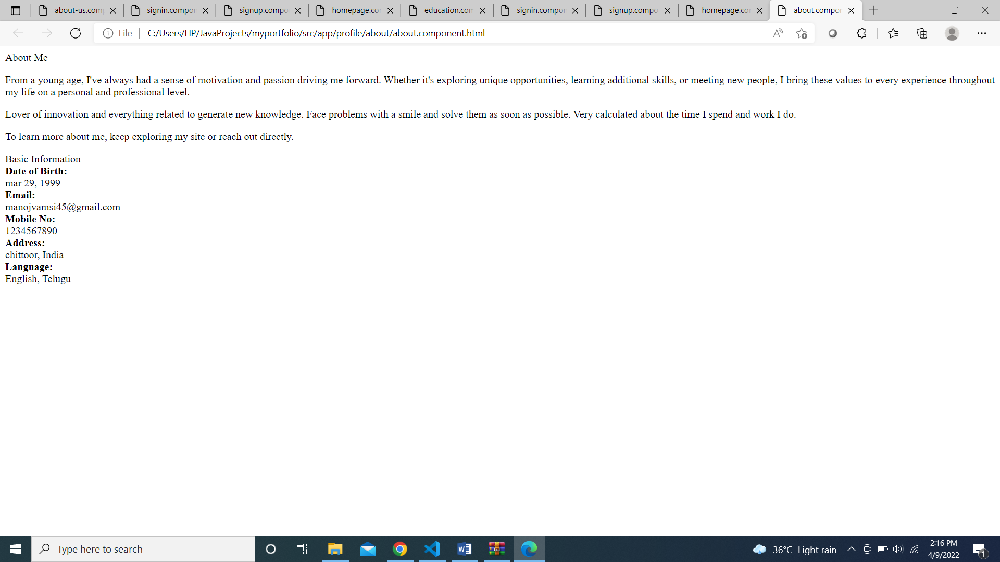 about-us.comp signin.compon signup.compo homepage.con education.com signin.compon signup.compo homepage.co about.compon
File C:/Users/HP/JavaProjects/myportfolio/src/app/profile/about/about.component.html
About Me
From a young age, I've always had a sense of motivation and passion driving me forward. Whether it's exploring unique opportunities, learning additional skills, or meeting new people, I bring these values to every experience throughout
my life on a personal and professional level.
Lover of innovation and everything related to generate new knowledge. Face problems with a smile and solve them as soon as possible. Very calculated about the time I spend and work I do.
To learn more about me, keep exploring my site or reach out directly.
Basic Information
Date of Birth:
mar 29, 1999
Email:
manojvamsi45@gmail.com
Mobile No:
1234567890
Address:
chittoor, India
Language:
English, Telugu
Type here to search
36°C Light rain
2:16 PM
4/9/2022
1